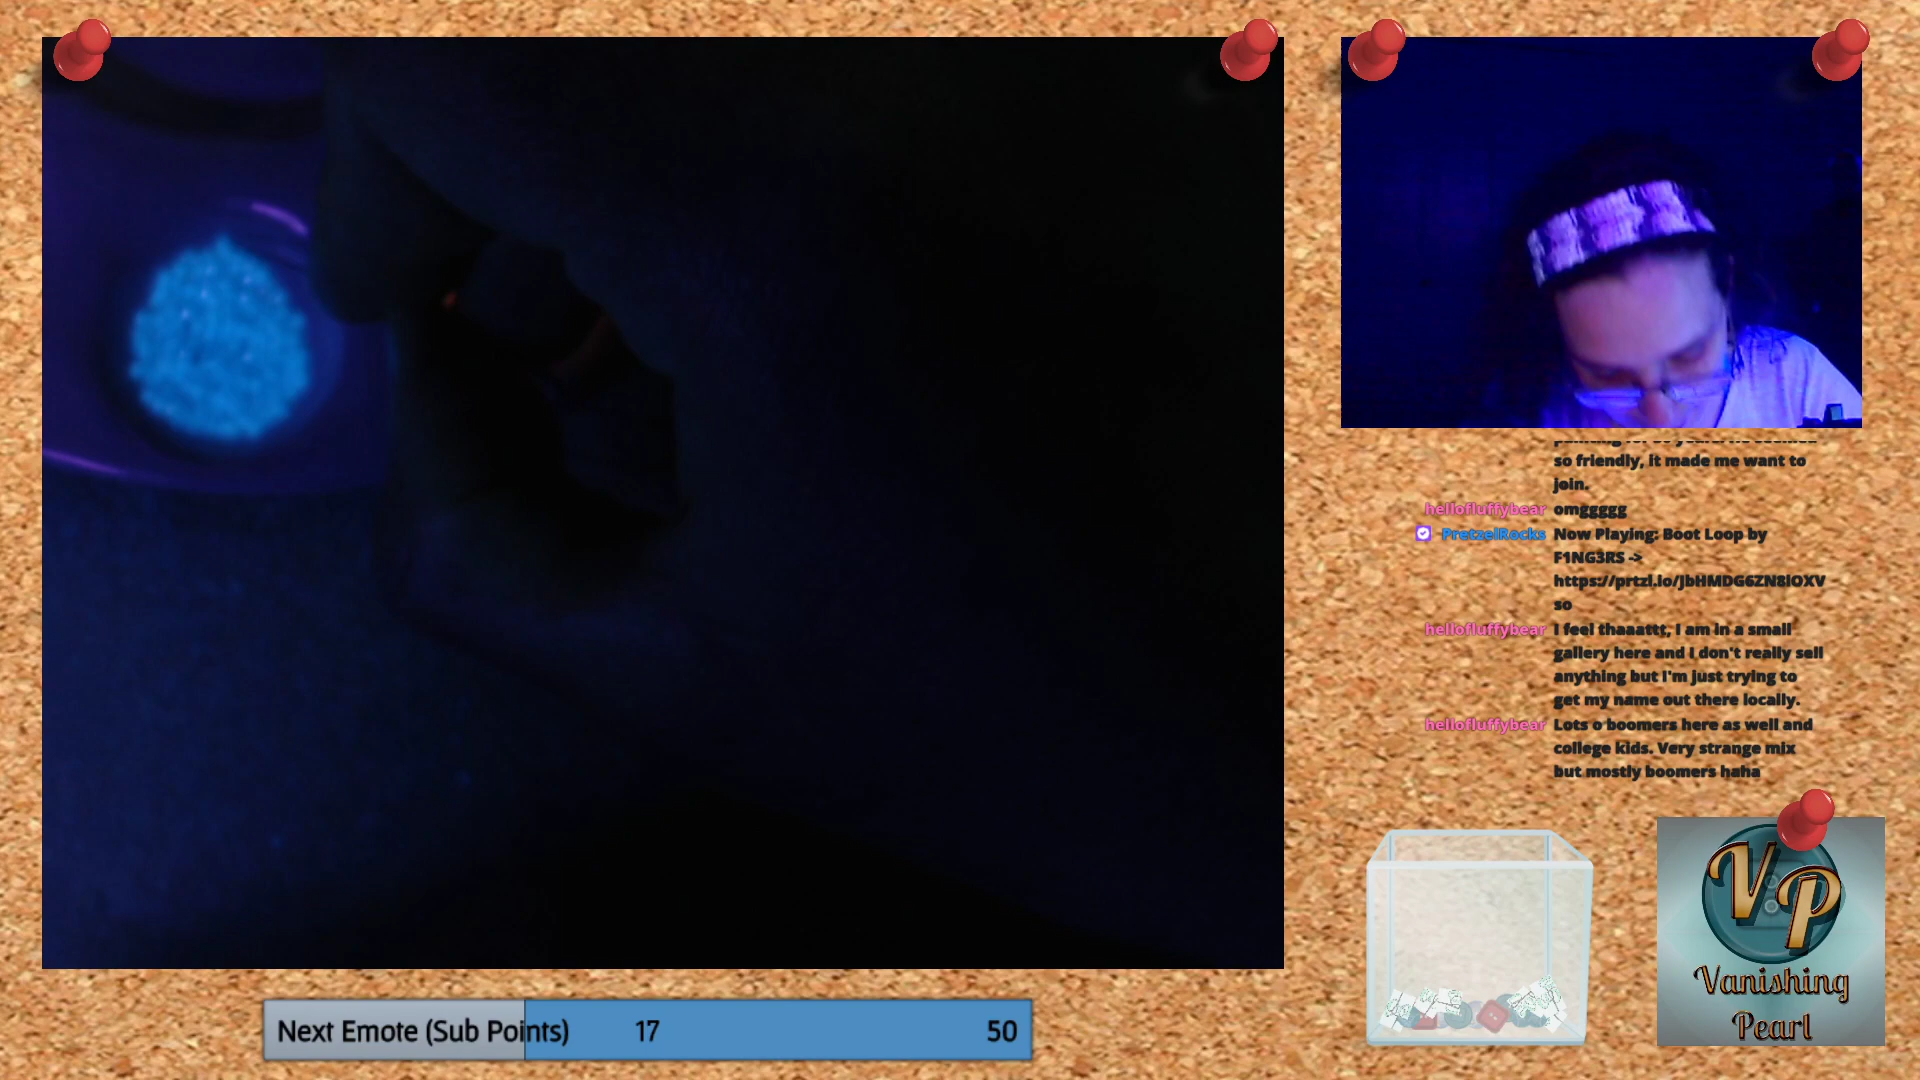 so friendly, it made me want to
join.
hellofluffybear omggggg
PretzelRocks Now Playing: Boot Loop by
F1NG3RS ->
https://prtzl.io/JbHMDG6ZN8iOXV
so
hellofluffybear I feel thaaattt, I am in a small
gallery here and I don't really sell
anything but I'm just trying to
get my name out there locally.
hellofluffybear Lots o boomers here as well and
college kids. Very strange mix
but mostly boomers haha
VP
Vanishing
Pearl
Next Emote (Sub Points) 17 50